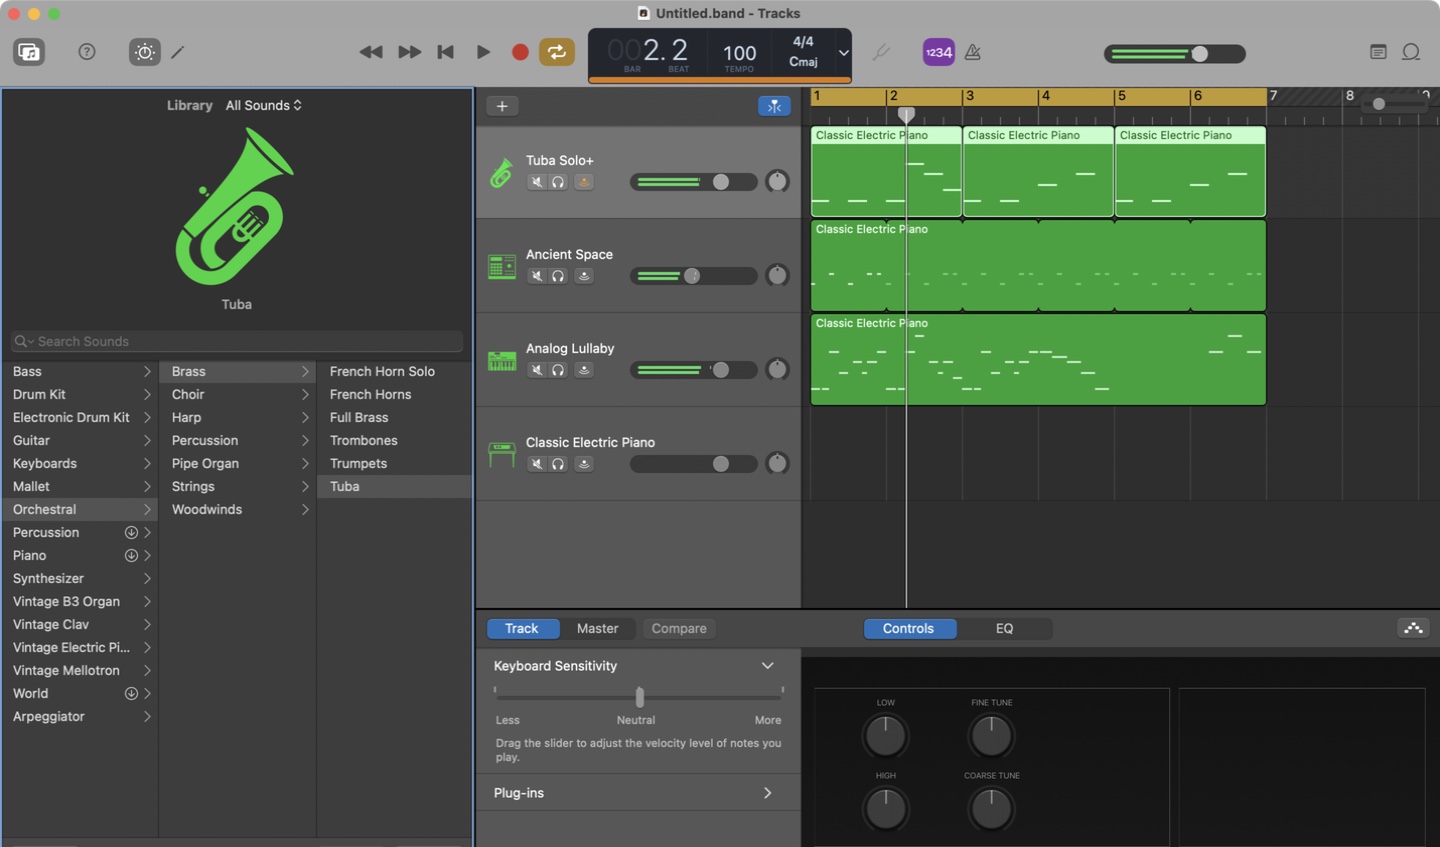 Untitled.band - Tracks
002.2
BAR
BEAT
100
TEMPO
4/4
Cmaj
1234
Library
All Sounds
Tuba
Search Sounds
Bass
Drum Kit
Electronic Drum Kit
Guitar
Keyboards
Mallet
Orchestral
Percussion
Piano
Synthesizer
Vintage B3 Organ
Vintage Clav
Vintage Electric Pi...
Vintage Mellotron
World
Arpeggiator
Brass
Choir
Harp
Percussion
Pipe Organ
Strings
Woodwinds
French Horn Solo
French Horns
Full Brass
Trombones
Trumpets
Tuba
1 2 3 4 5 6 7 8 9
Tuba Solo+
Classic Electric Piano
Classic Electric Piano
Classic Electric Piano
Ancient Space
Classic Electric Piano
Analog Lullaby
Classic Electric Piano
Classic Electric Piano
Track
Master
Compare
Controls
EQ
Keyboard Sensitivity
Less
Neutral
More
Drag the slider to adjust the velocity level of notes you
play.
Plug-ins
LOW
FINE TUNE
HIGH
COARSE TUNE